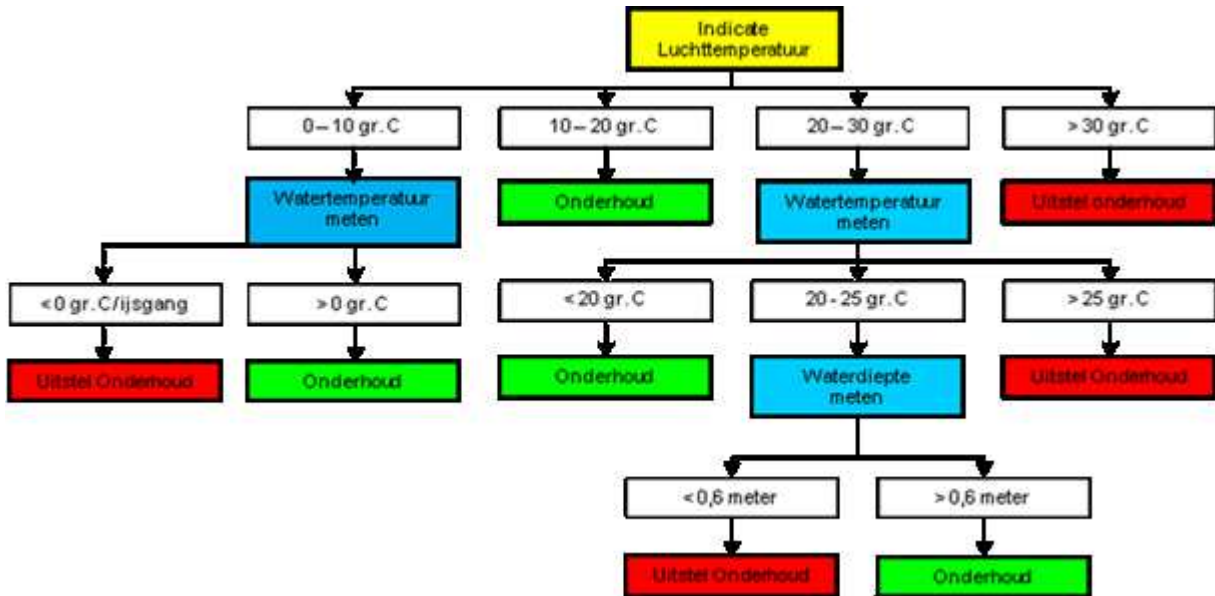 Indicate
Luchttemperatuur
0 – 10 gr. C
10 – 20 gr. C
20 – 30 gr. C
> 30 gr. C
Watertemperatuur
meten
Onderhoud
Watertemperatuur
meten
Uitstel onderhoud
< 0 gr. C/ijsgang
> 0 gr. C
< 20 gr. C
20 - 25 gr. C
> 25 gr. C
Uitstel Onderhoud
Onderhoud
Onderhoud
Waterdiepte
meten
Uitstel Onderhoud
< 0,6 meter
> 0,6 meter
Uitstel Onderhoud
Onderhoud